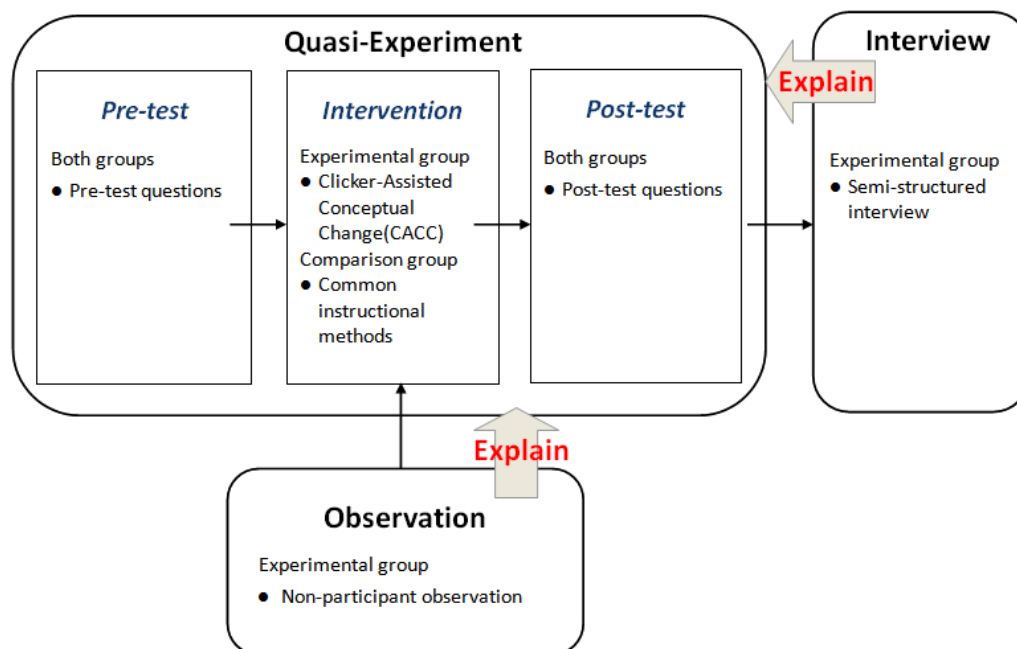 Quasi-Experiment
Pre-test
Both groups
● Pre-test questions
Intervention
Experimental group
● Clicker-Assisted
Conceptual
Change(CACC)
Comparison group
● Common
instructional
methods
Post-test
Both groups
● Post-test questions
Interview
Explain
Experimental group
● Semi-structured
interview
Explain
Observation
Experimental group
● Non-participant observation